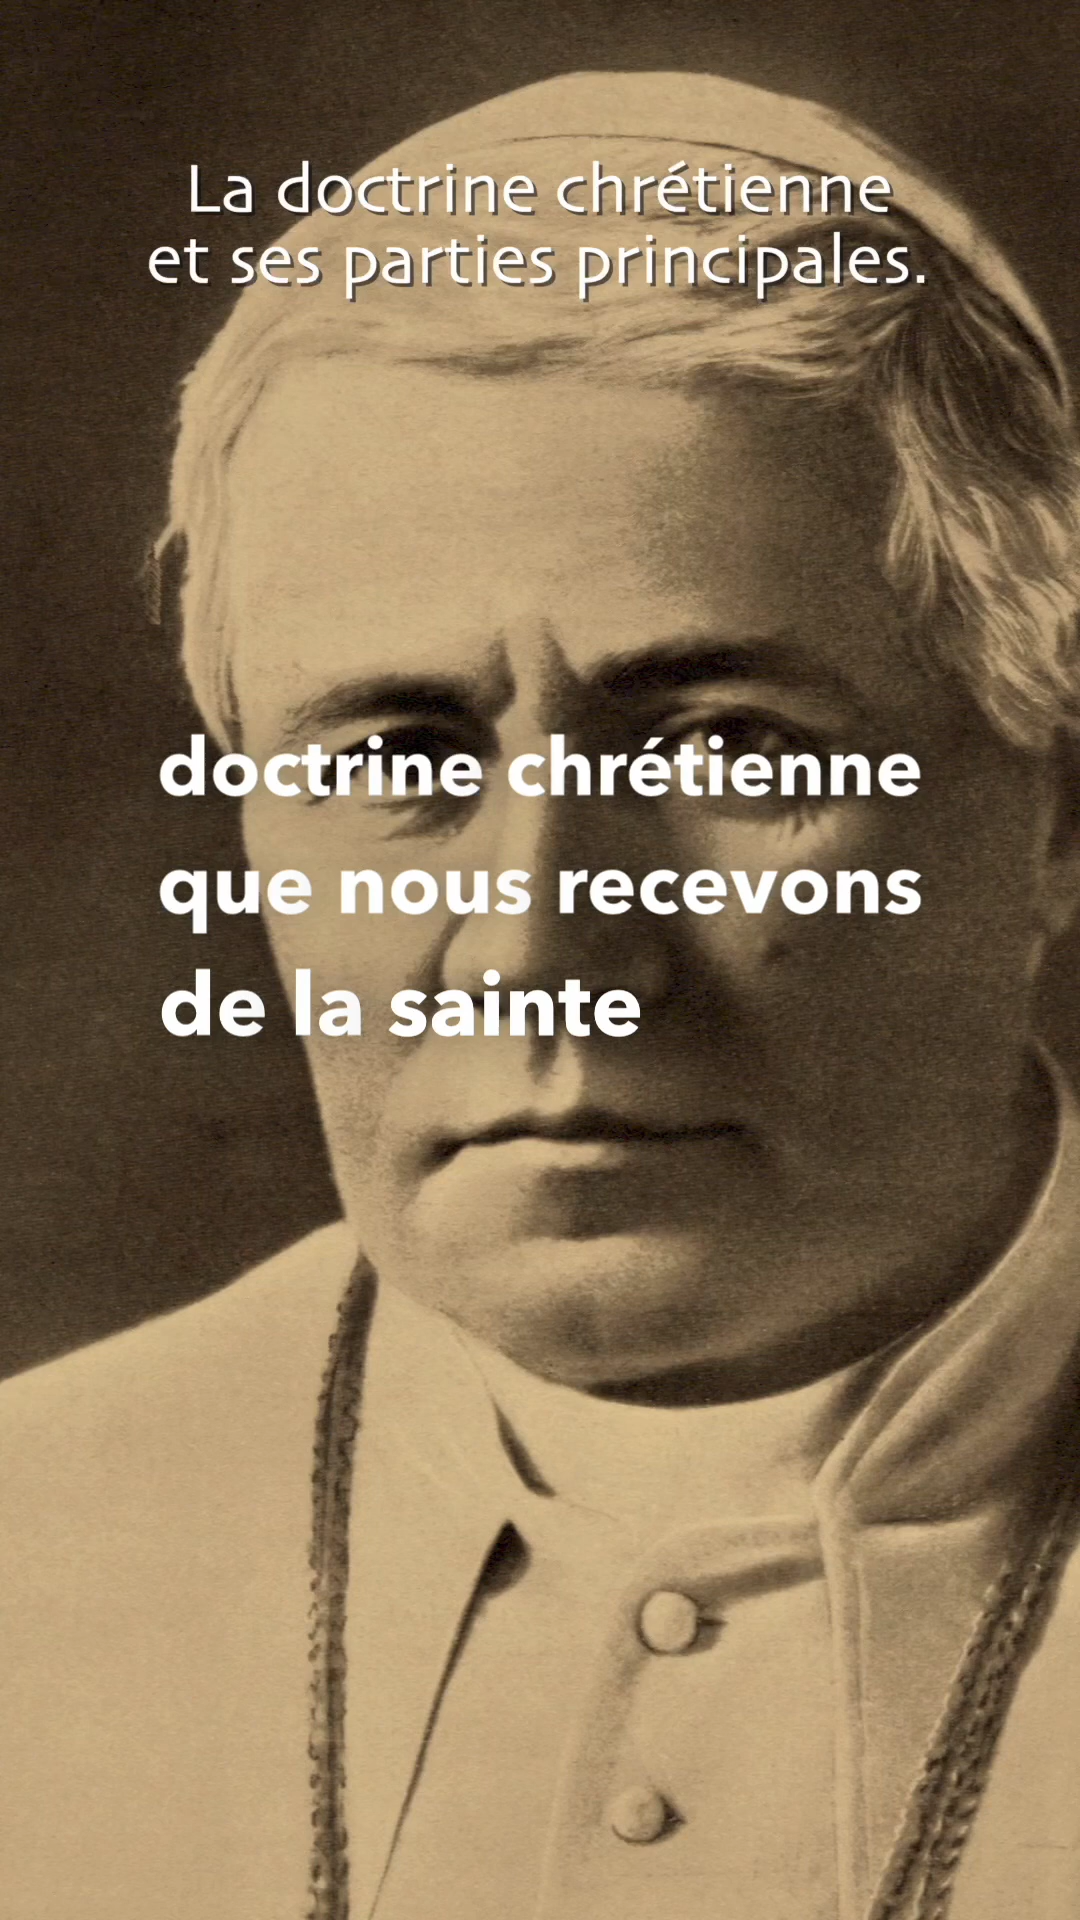 La doctrine chrétienne
et ses parties principales.
doctrine chrétienne
que nous recevons
de la sainte